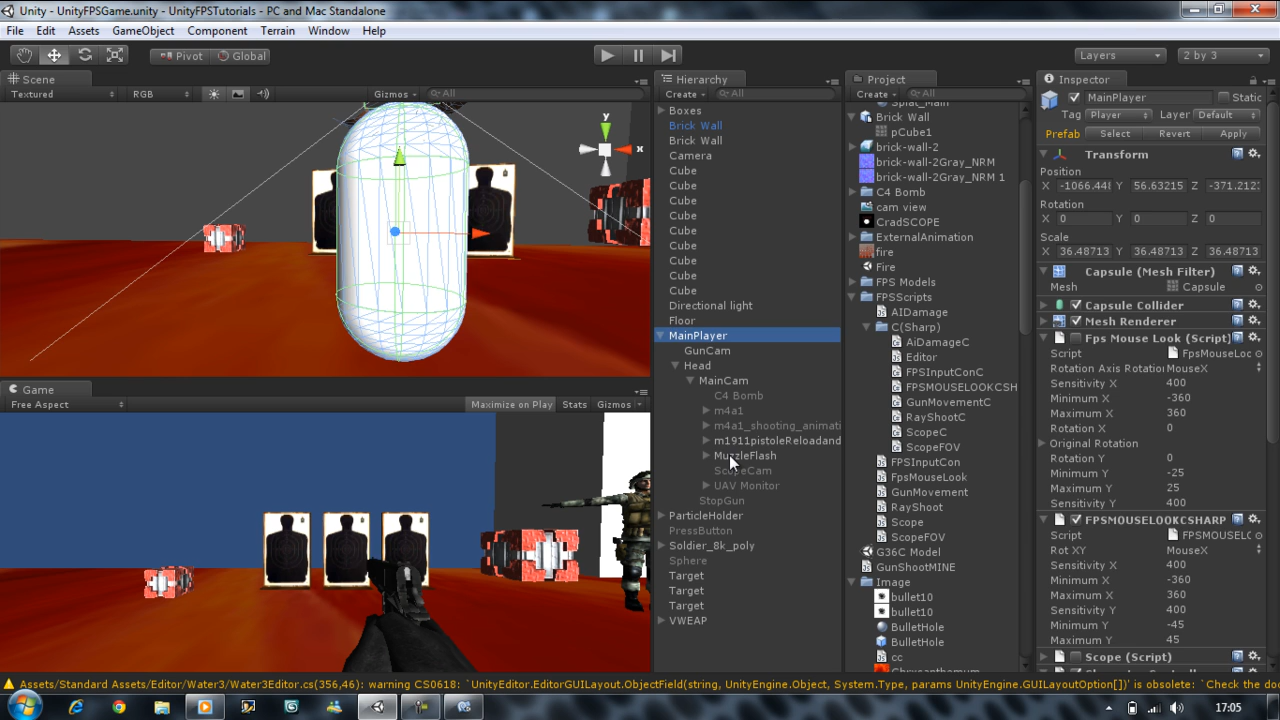 Unity - UnityFPSGame.unity - UnityFPSTutorials - PC and Mac Standalone
File Edit Assets GameObject Component Terrain Window Help
Pivot Global Layers 2 by 3
Scene
Textured RGB Gizmos All
Game
Free Aspect Maximize on Play Stats Gizmos
Hierarchy
Create All
Boxes
Brick Wall
Brick Wall
Camera
Cube
Cube
Cube
Cube
Cube
Cube
Cube
Cube
Cube
Directional light
Floor
MainPlayer
GunCam
Head
MainCam
C4 Bomb
m4a1
m4a1_shooting_animati
m1911pistoleReloadand
MuzzleFlash
ScopeCam
UAV Monitor
StopGun
ParticleHolder
PressButton
Soldier_8k_poly
Sphere
Target
Target
Target
VWEAP
Project
Create All
Splat_Main
Brick Wall
pCube1
brick-wall-2
brick-wall-2Gray_NRM
brick-wall-2Gray_NRM 1
C4 Bomb
cam view
CradSCOPE
ExternalAnimation
fire
Fire
FPS Models
FPSScripts
AIDamage
C(Sharp)
AiDamageC
Editor
FPSInputConC
FPSMOUSELOOKCSH
GunMovementC
RayShootC
ScopeC
ScopeFOV
FPSInputCon
FpsMouseLook
GunMovement
RayShoot
Scope
ScopeFOV
G36C Model
GunShootMINE
Image
bullet10
bullet10
BulletHole
BulletHole
cc
Inspector
MainPlayer Static
Tag Player Layer Default
Prefab Select Revert Apply
Transform
Position
X -1066.448 Y 56.63215 Z -371.2123
Rotation
X 0 Y 0 Z 0
Scale
X 36.48713 Y 36.48713 Z 36.48713
Capsule (Mesh Filter)
Mesh Capsule
Capsule Collider
Mesh Renderer
Fps Mouse Look (Script)
Script FpsMouseLoc
Rotation Axis Rotatio MouseX
Sensitivity X 400
Minimum X -360
Maximum X 360
Rotation X 0
Original Rotation
Rotation Y 0
Minimum Y -25
Maximum Y 25
Sensitivity Y 400
FPSMOUSELOOKCSHARP
Script FPSMOUSELC
Rot XY MouseX
Sensitivity X 400
Minimum X -360
Maximum X 360
Sensitivity Y 400
Minimum Y -45
Maximum Y 45
Scope (Script)
Assets/Standard Assets/Editor/Water3/Water3Editor.cs(356,46): warning CS0618: `UnityEditor.EditorGUILayout.ObjectField(string, UnityEngine.Object, System.Type, params UnityEngine.GUILayoutOption[])' is obsolete: `Check the do
17:05